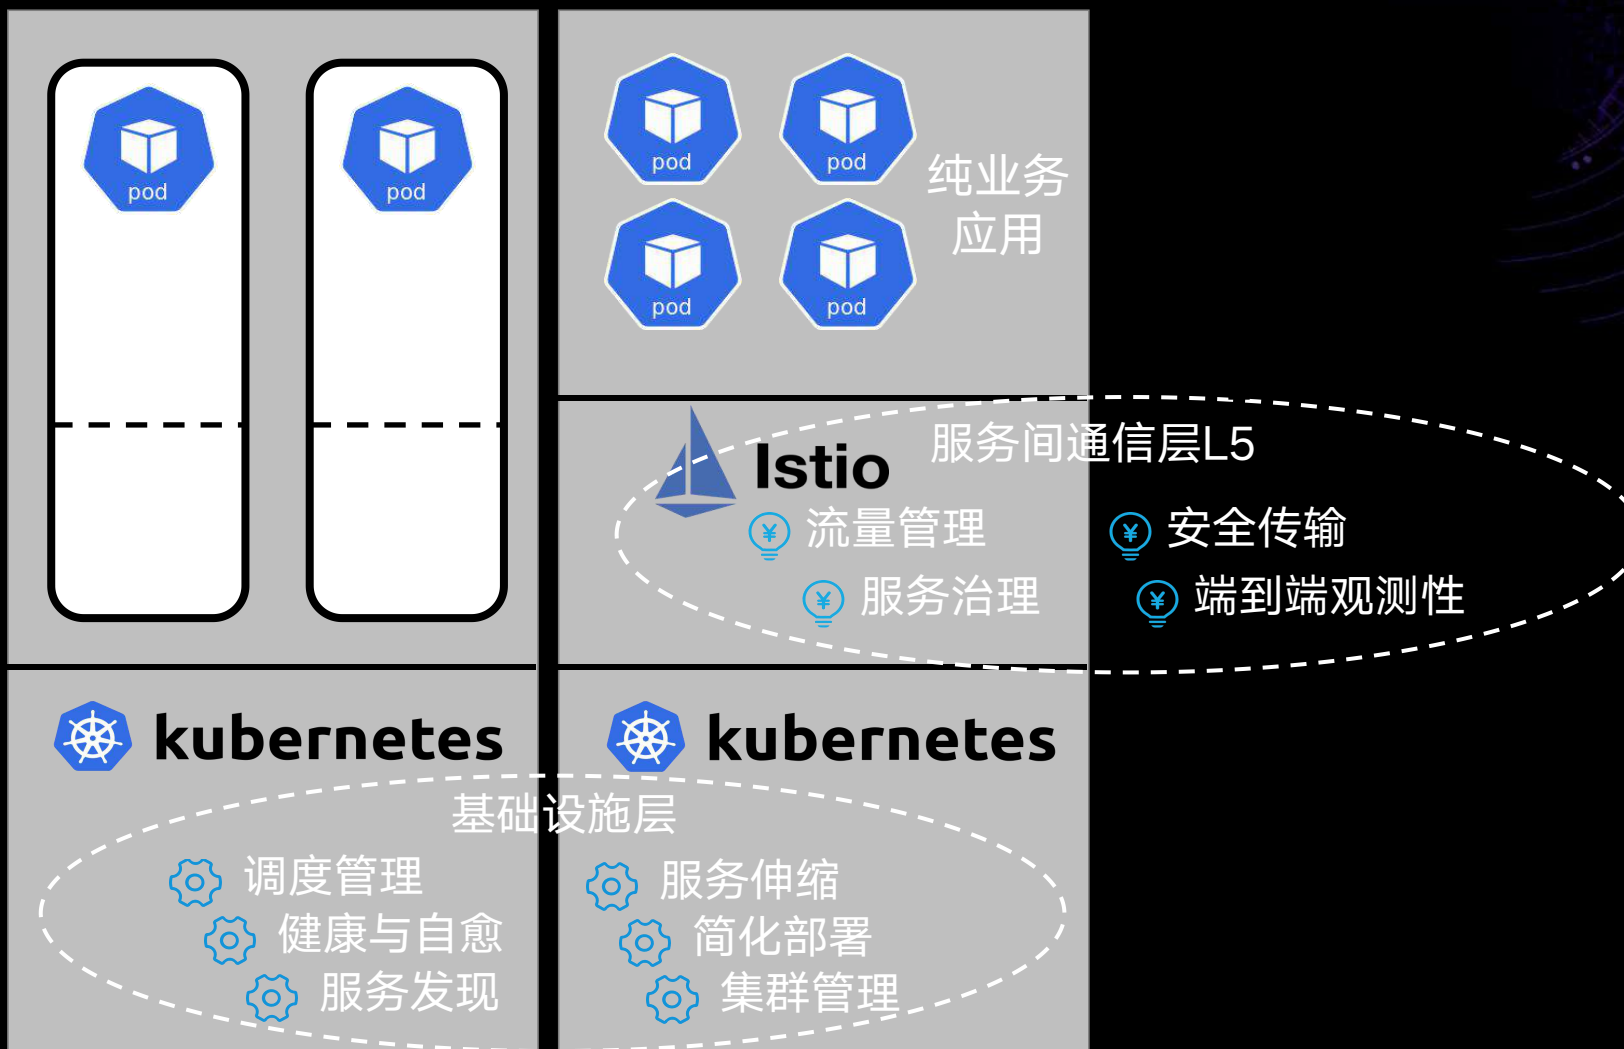 pod
pod
pod
pod
纯业务
应用
pod
pod
服务间通信层L5
Istio
流量管理
安全传输
服务治理
端到端观测性
kubernetes
kubernetes
基础设施层
调度管理
服务伸缩
健康与自愈
简化部署
服务发现
集群管理